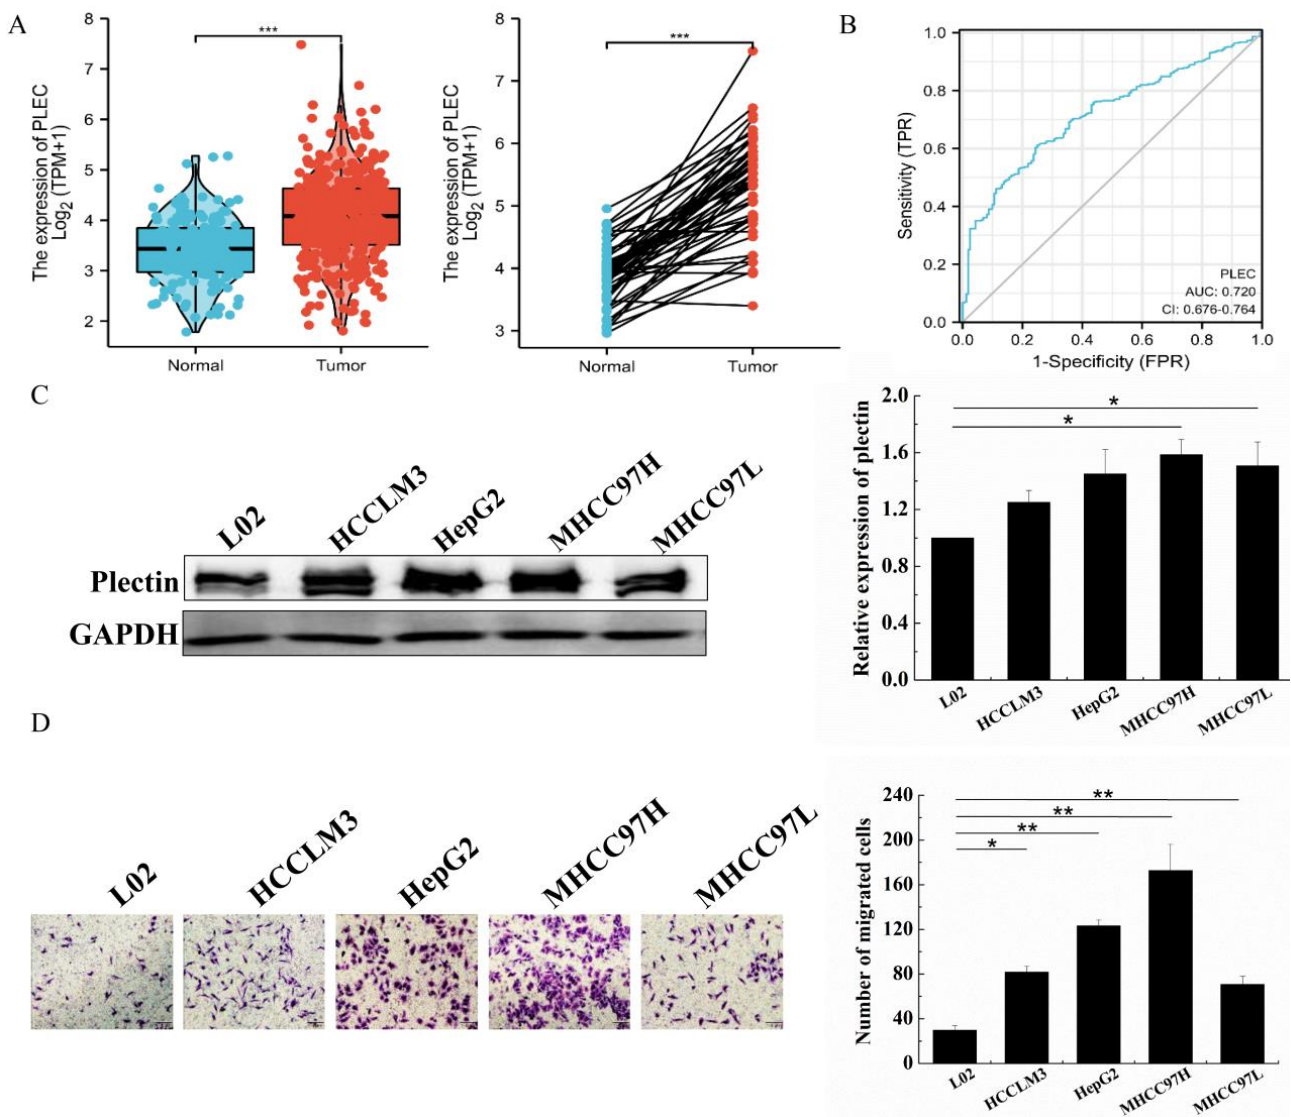 A
The expression of PLEC
Log2 (TPM+1)
8
7
6
5
4
3
2
***
Normal
Tumor
The expression of PLEC
Log2 (TPM+1)
8
7
6
5
4
3
***
Normal
Tumor
B
Sensitivity (TPR)
1.0
0.8
0.6
0.4
0.2
0.0
PLEC
AUC: 0.720
CI: 0.676-0.764
0.0 0.2 0.4 0.6 0.8 1.0
1-Specificity (FPR)
C
L02
HCCLM3
HepG2
MHCC97H
MHCC97L
Plectin
GAPDH
Relative expression of plectin
2.0
1.6
1.2
0.8
0.4
0.0
*
*
L02
HCCLM3
HepG2
MHCC97H
MHCC97L
D
L02
HCCLM3
HepG2
MHCC97H
MHCC97L
Number of migrated cells
240
200
160
120
80
40
0
**
**
**
*
L02
HCCLM3
HepG2
MHCC97H
MHCC97L